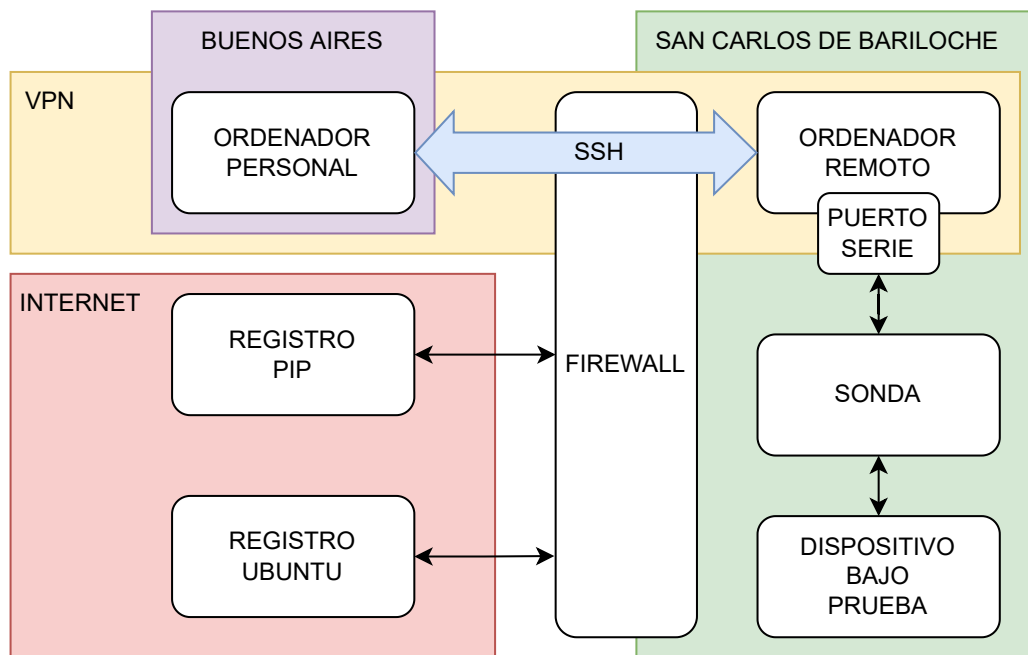 BUENOS AIRES
SAN CARLOS DE BARILOCHE
VPN
ORDENADOR
PERSONAL
SSH
ORDENADOR
REMOTO
PUERTO
SERIE
INTERNET
REGISTRO
PIP
FIREWALL
SONDA
REGISTRO
UBUNTU
DISPOSITIVO
BAJO
PRUEBA